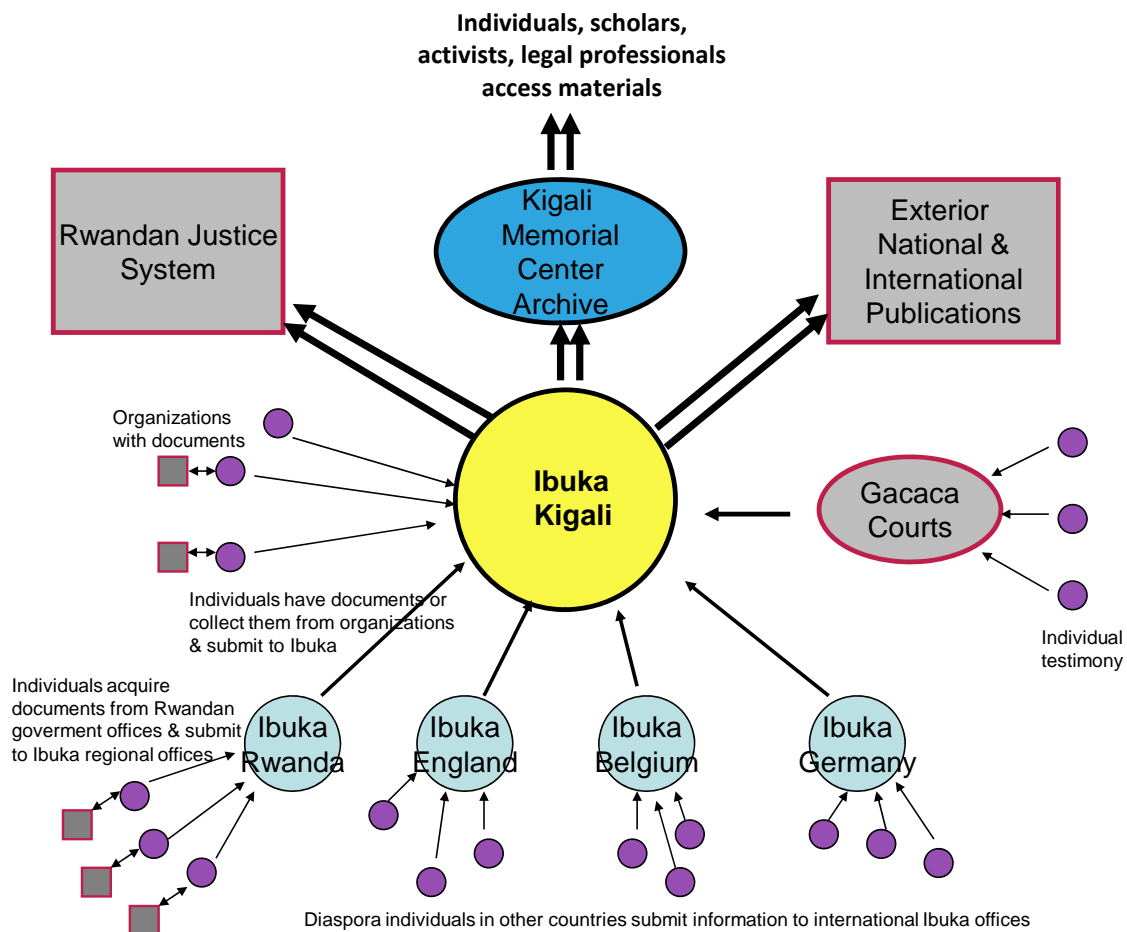 Individuals, scholars,
activists, legal professionals
access materials
Rwandan Justice
System
Kigali
Memorial
Center
Archive
Exterior
National &
International
Publications
Organizations
with documents
Ibuka
Kigali
Gacaca
Courts
Individuals have documents or
collect them from organizations
& submit to Ibuka
Individual
testimony
Individuals acquire
documents from Rwandan
goverment offices & submit
to Ibuka regional offices
Ibuka
Rwanda
Ibuka
England
Ibuka
Belgium
Ibuka
Germany
Diaspora individuals in other countries submit information to international Ibuka offices